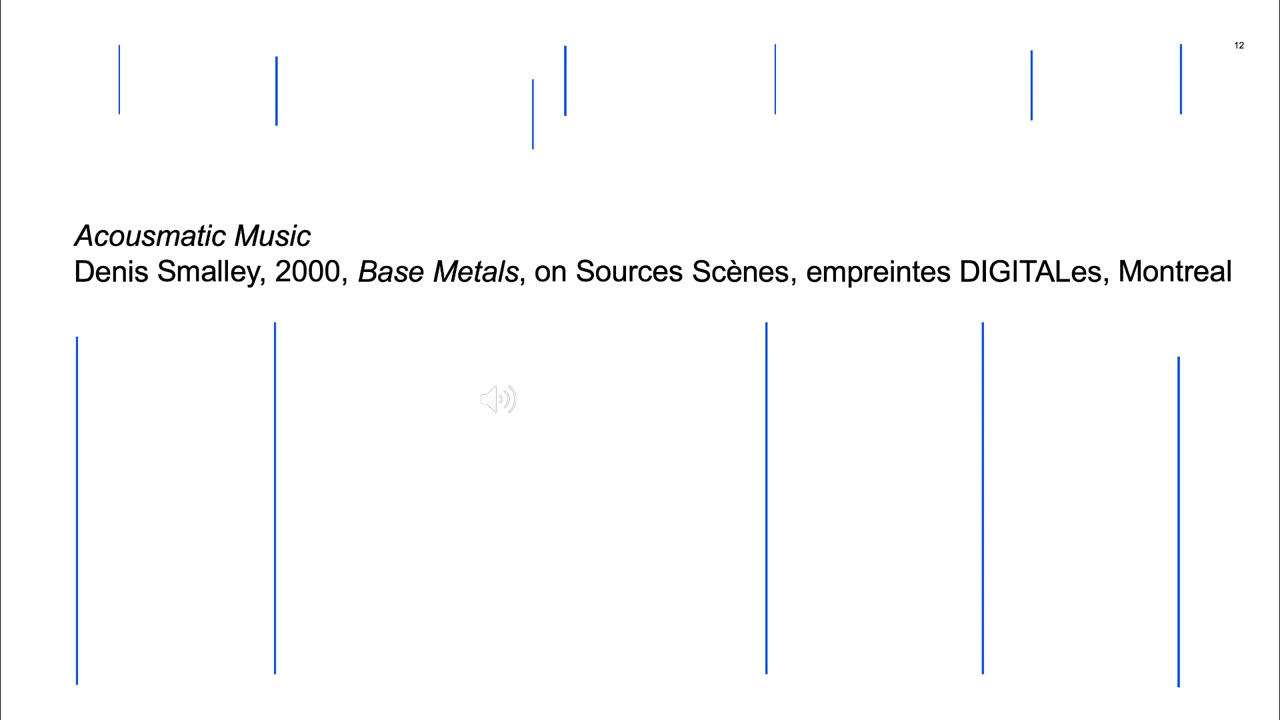 12
Acousmatic Music
Denis Smalley, 2000, Base Metals, on Sources Scènes, empreintes DIGITALes, Montreal